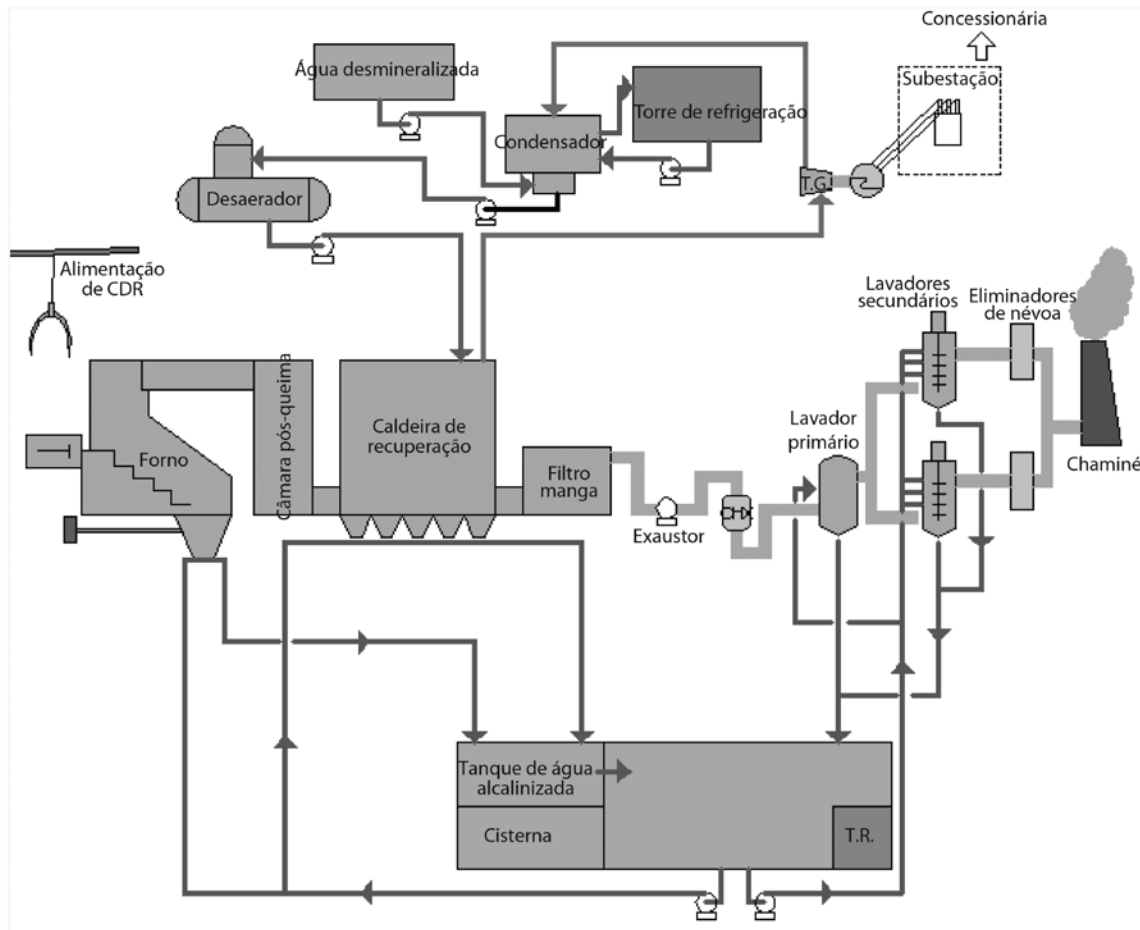 Concessionária
Água desmineralizada
Subestação
Torre de refrigeração
Condensador
T.G.
Desaerador
Alimentação
de CDR
Lavadores
secundários
Eliminadores
de névoa
Câmara pós-queima
Caldeira de
recuperação
Lavador
primário
Forno
Filtro
manga
Chaminé
CHX
Exaustor
Tanque de água
alcalinizada
Cisterna
T.R.